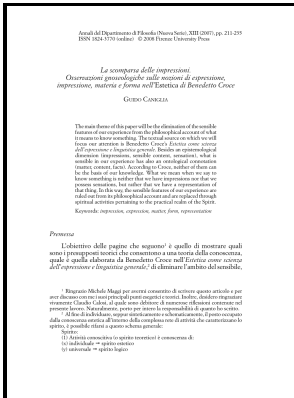 Annali del Dipartimento di Filosofia (Nuova Serie), XIII (2007), pp. 211-235
ISSN 1824-3770 (online) © 2008 Firenze University Press
La scomparsa delle impressioni.
Osservazioni gnoseologiche sulle nozioni di espressione,
impressione, materia e forma nell'Estetica di Benedetto Croce
GUIDO CANIGLIA
The main theme of this paper will be the elimination of the sensible
features of our experience from the philosophical account of what
it means to know something. The textual source on which we will
focus our attention is Benedetto Croce's Estetica come scienza
dell'espressione e linguistica generale. Besides an epistemological
dimension (impressions, sensible content, sensation), what is
sensible in our experience has also an ontological connotation
(matter, content, facts). According to Croce, neither of them can
be the basis of our knowledge. What we mean when we say to
know something is neither that we have impressions nor that we
possess sensations, but rather that we have a representation of
that thing. In this way, the sensible features of our experience are
ruled out from its philosophical account and are replaced through
spiritual activities pertaining to the practical realm of the Spirit.
Keywords: impression, expression, matter, form, representation
Premessa
L'obiettivo delle pagine che seguono¹ è quello di mostrare quali
sono i presupposti teorici che consentono a una teoria della conoscenza,
quale è quella elaborata da Benedetto Croce nell'Estetica come scienza
dell'espressione e linguistica generale,² di eliminare l'ambito del sensibile,
¹ Ringrazio Michele Maggi per avermi consentito di scrivere questo articolo e per
aver discusso con me i suoi principali punti esegetici e teorici. Inoltre, desidero ringraziare
vivamente Claudio Calosi, al quale sono debitore di numerose riflessioni contenute nel
presente lavoro. Naturalmente, porto per intero la responsabilità di quanto ho scritto.
² Al fine di individuare, seppur sinteticamente e schematicamente, il posto occupato
dalla conoscenza estetica all'interno della complessa rete di attività che caratterizzano lo
spirito, è possibile rifarsi a questo schema generale:
Spirito:
(1) Attività conoscitiva (o spirito teoretico) è conoscenza di:
(x) individuale ⇒ spirito estetico
(y) universale ⇒ spirito logico